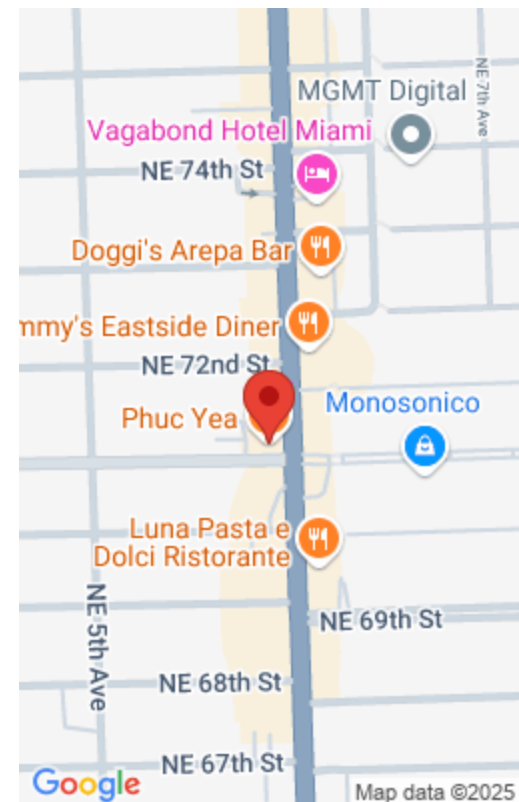 NE 7th Ave
MGMT Digital
Vagabond Hotel Miami
NE 74th St
Doggi's Arepa Bar
mmy's Eastside Diner
NE 72nd St
Phuc Yea
Monosonico
Luna Pasta e
Dolci Ristorante
NE 5th Ave
NE 69th St
NE 68th St
NE 67th St
Google
Map data ©2025